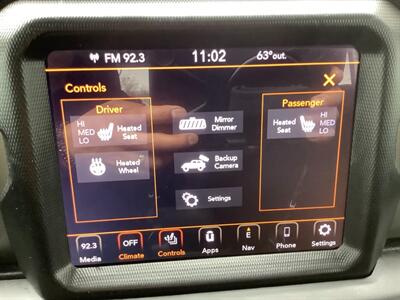 FM 92.3 11:02 63°out.
Controls
Driver
HI
MED
LO
Heated
Seat
Heated
Wheel
Mirror
Dimmer
Backup
Camera
Settings
Passenger
Heated
Seat
HI
MED
LO
92.3 OFF E
Media Climate Controls Apps Nav Phone Settings